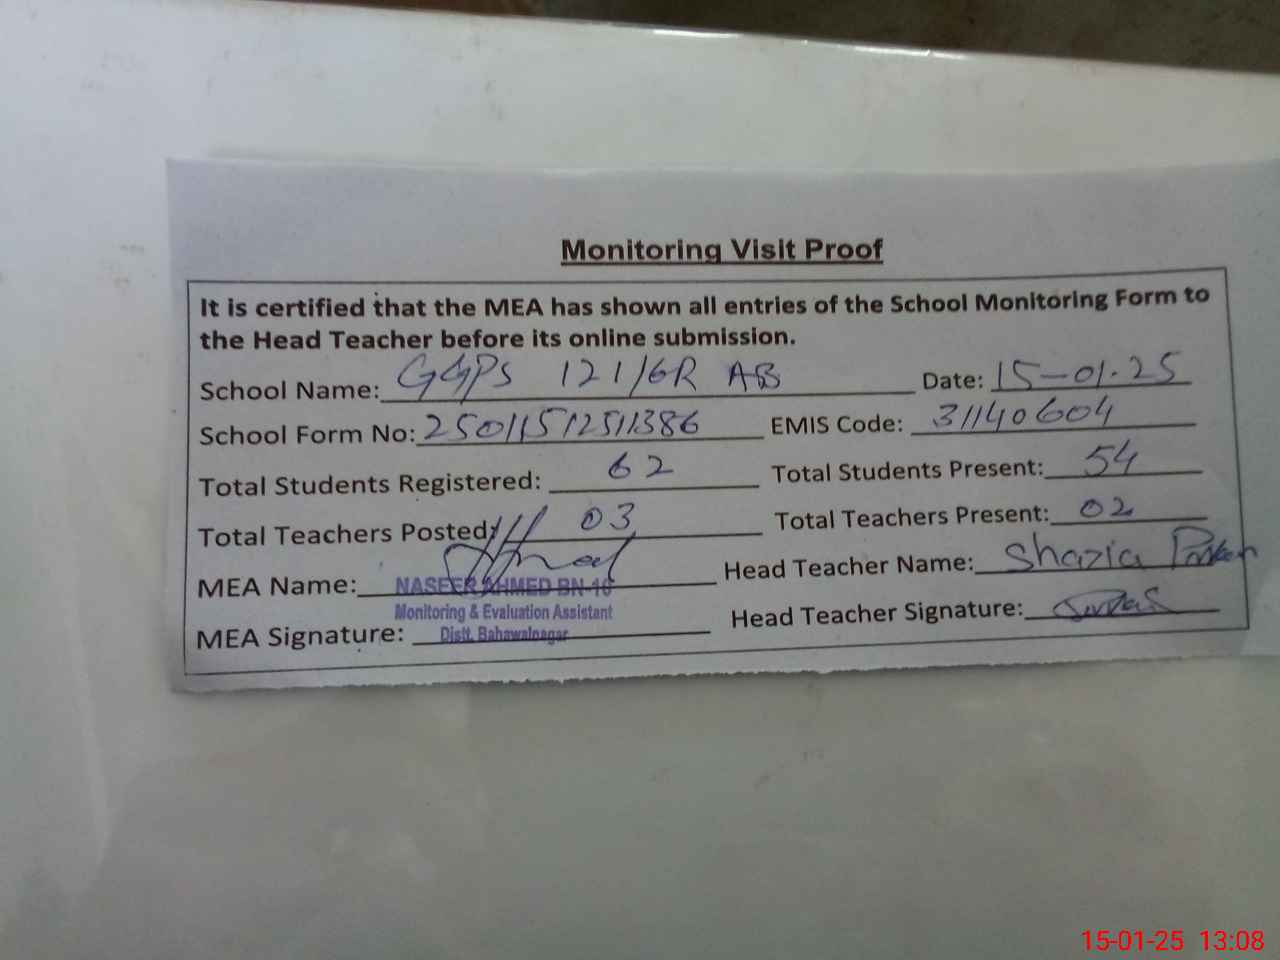 Monitoring Visit Proof
It is certified that the MEA has shown all entries of the School Monitoring Form to
the Head Teacher before its online submission.
School Name: GGPS 121/6R AB Date: 15-01-25
School Form No: 25011512511386 EMIS Code: 31140604
Total Students Registered: 62 Total Students Present: 54
Total Teachers Posted: 03 Total Teachers Present: 02
MEA Name: NASEER AHMED BN-16 Head Teacher Name: Shazia
Monitoring & Evaluation Assistant
MEA Signature: Distt. Bahawalnagar Head Teacher Signature:
15-01-25 13:08